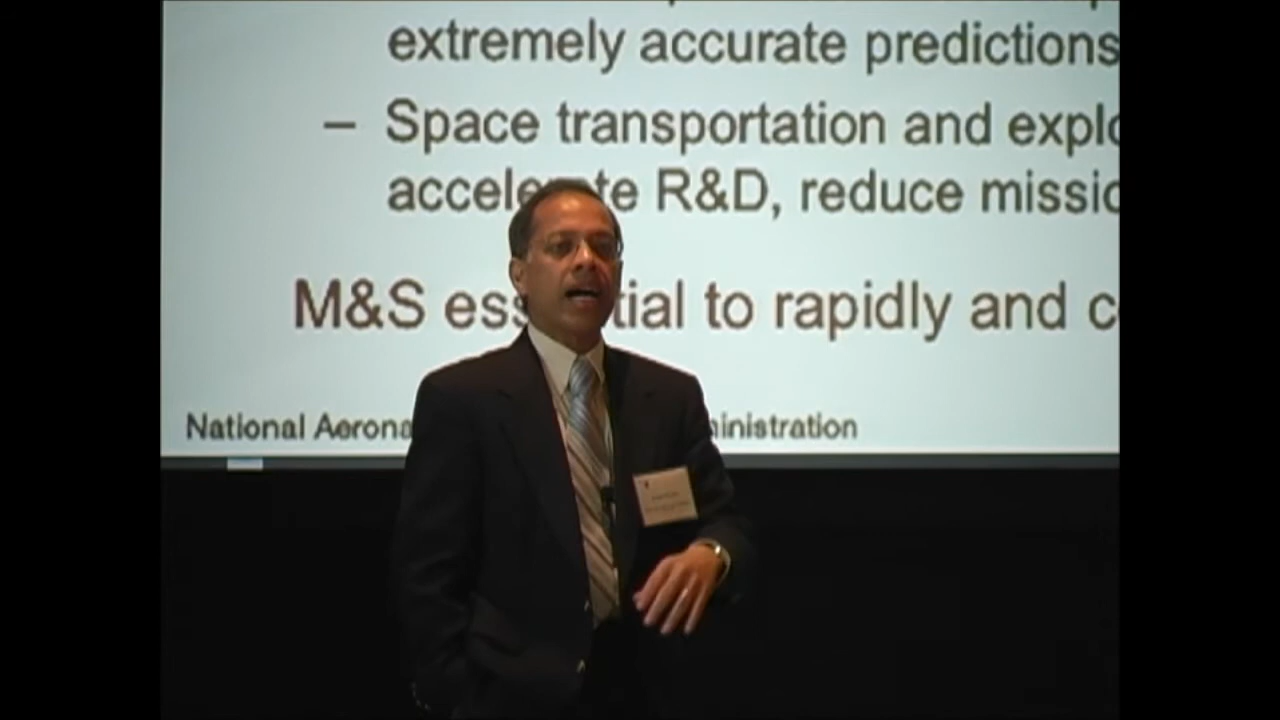 extremely accurate predictions
– Space transportation and explo
accelerate R&D, reduce missio
M&S ess tial to rapidly and c
National Aerona inistration